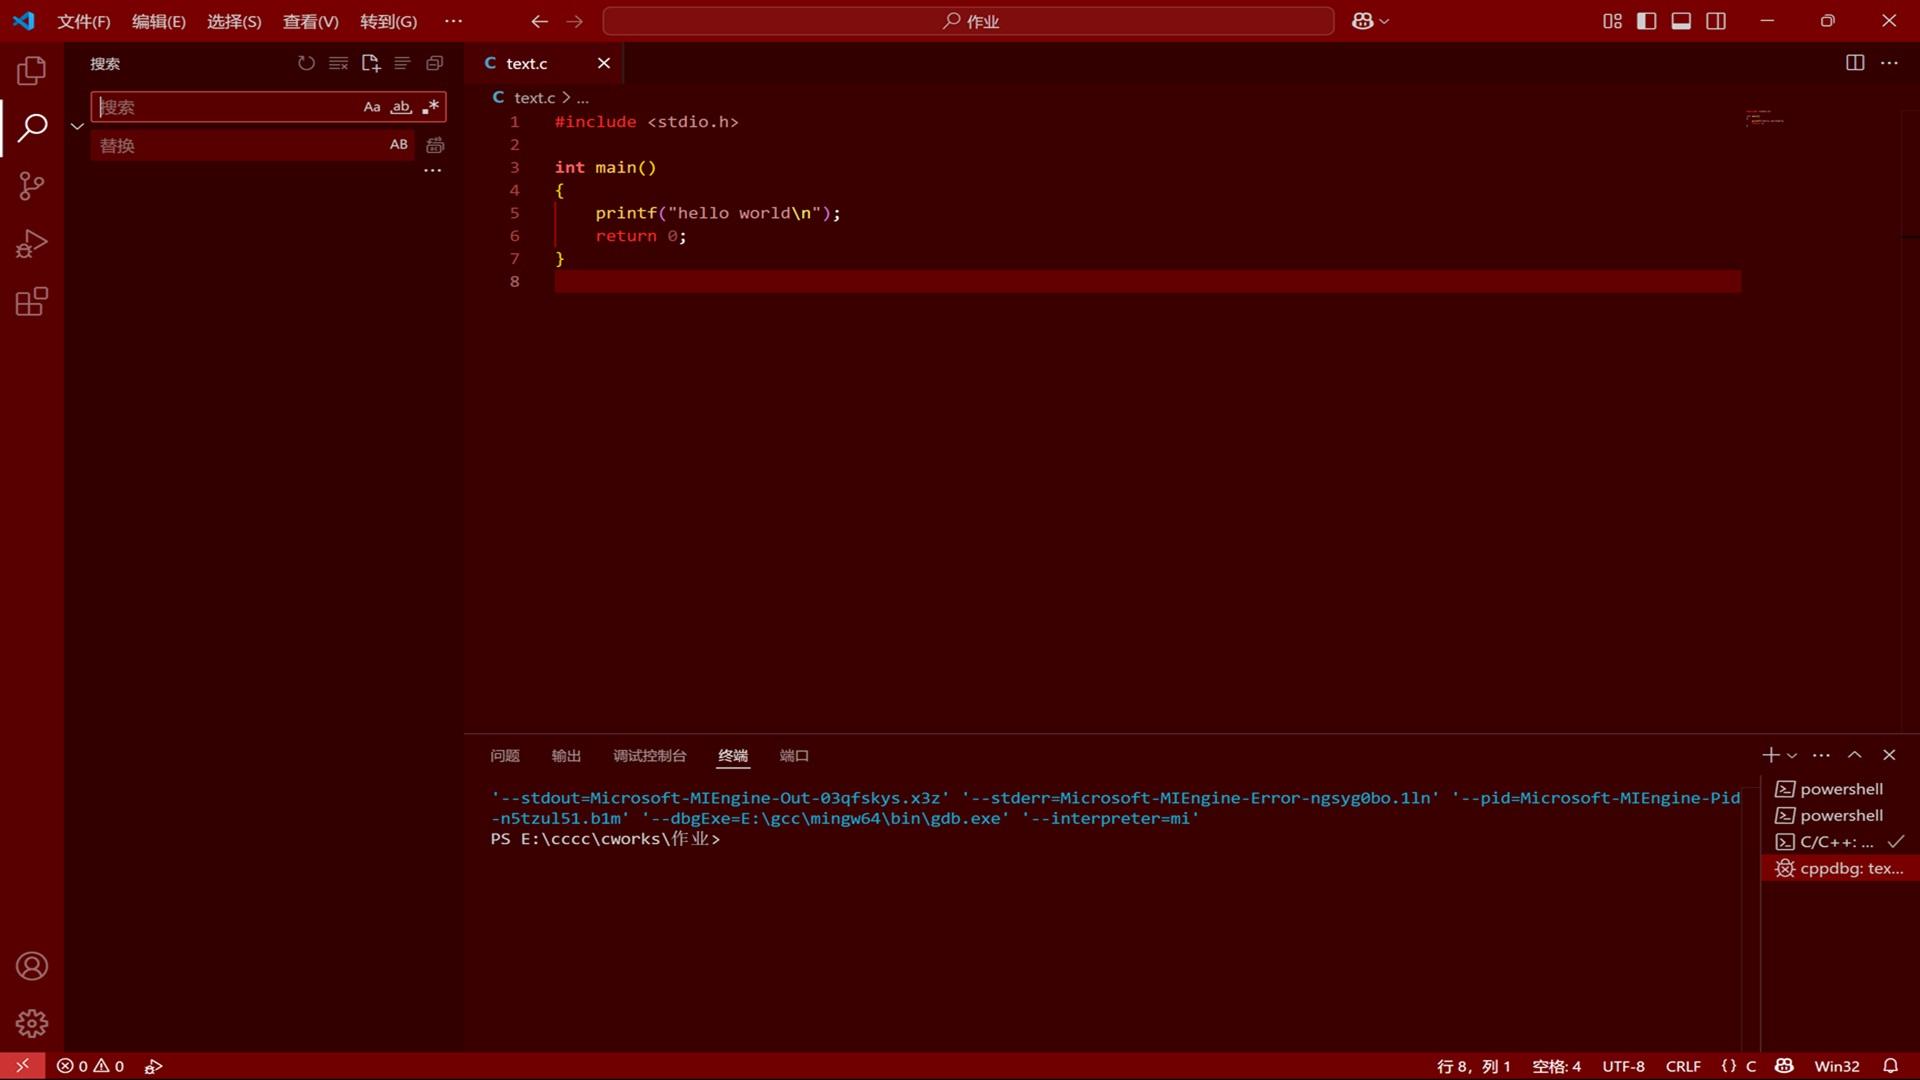 文件(F) 编辑(E) 选择(S) 查看(V) 转到(G) ··· 作业
搜索
搜索 Aa ab .*
替换 AB
text.c
C text.c > ...
1 #include <stdio.h>
2
3 int main()
4 {
5 printf("hello world\n");
6 return 0;
7 }
8
问题 输出 调试控制台 终端 端口
'--stdout=Microsoft-MIEngine-Out-03qfskys.x3z' '--stderr=Microsoft-MIEngine-Error-ngsyg0bo.1ln' '--pid=Microsoft-MIEngine-Pid
-n5tzul51.b1m' '--dbgExe=E:\gcc\mingw64\bin\gdb.exe' '--interpreter=mi'
PS E:\cccc\cworks\作业>
powershell
powershell
C/C++: ...
cppdbg: tex...
0 0 行 8，列 1 空格: 4 UTF-8 CRLF {} C Win32